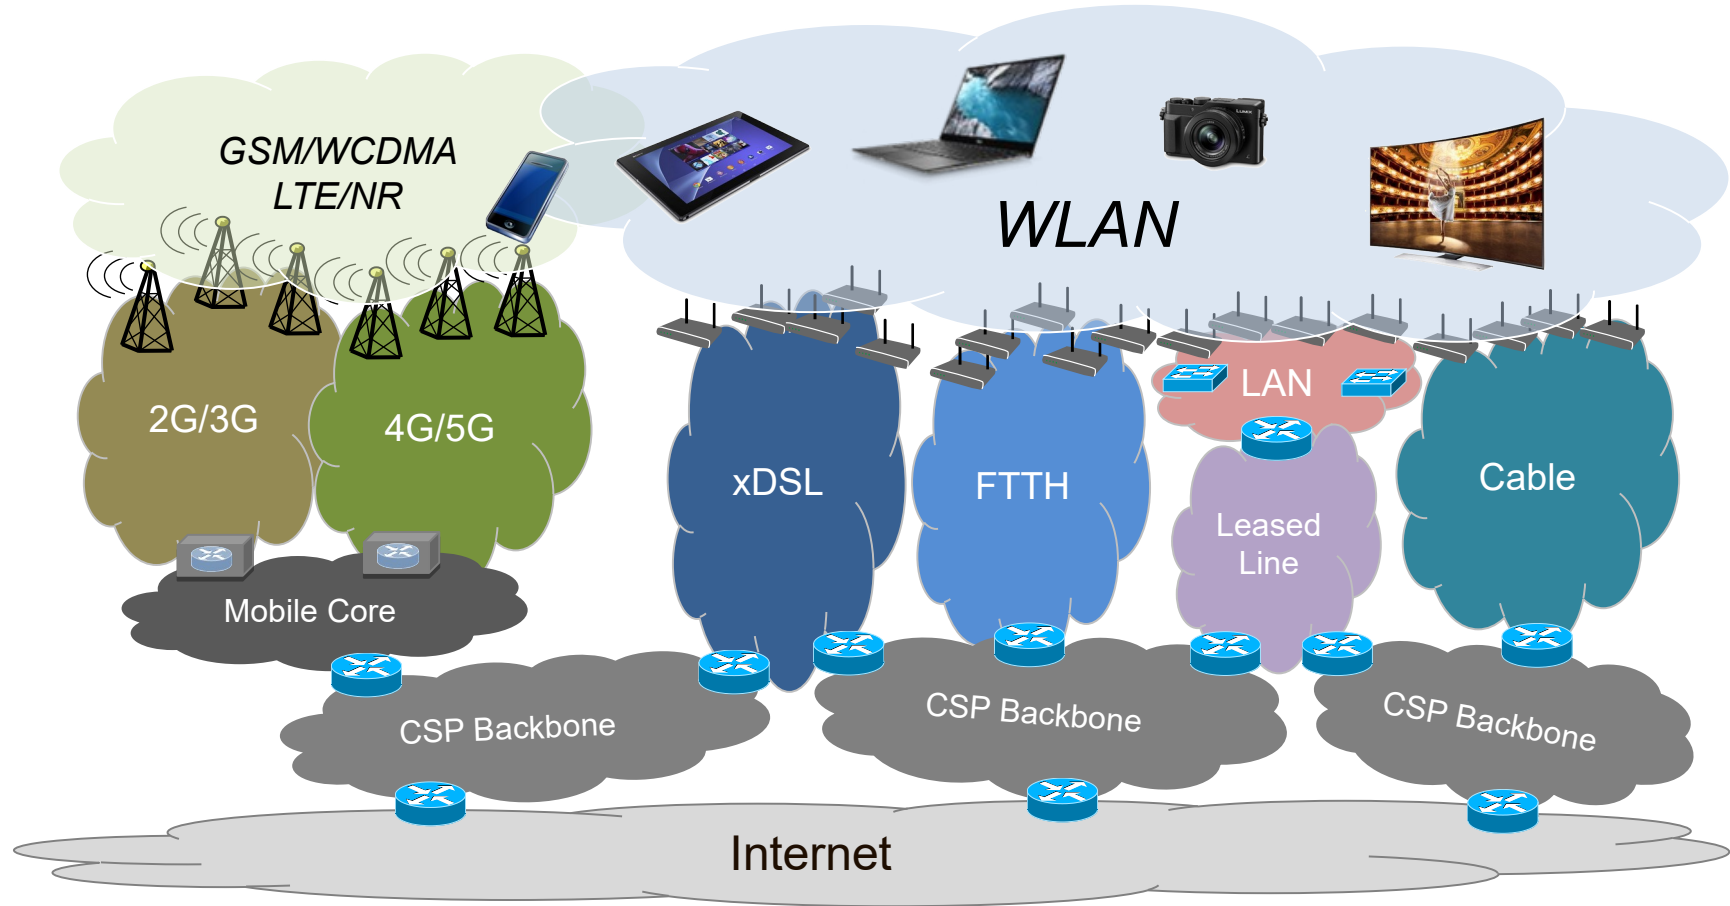 GSM/WCDMA
LTE/NR
WLAN
LUMIX
2G/3G
4G/5G
xDSL
FTTH
LAN
Leased
Line
Cable
Mobile Core
CSP Backbone
CSP Backbone
CSP Backbone
Internet